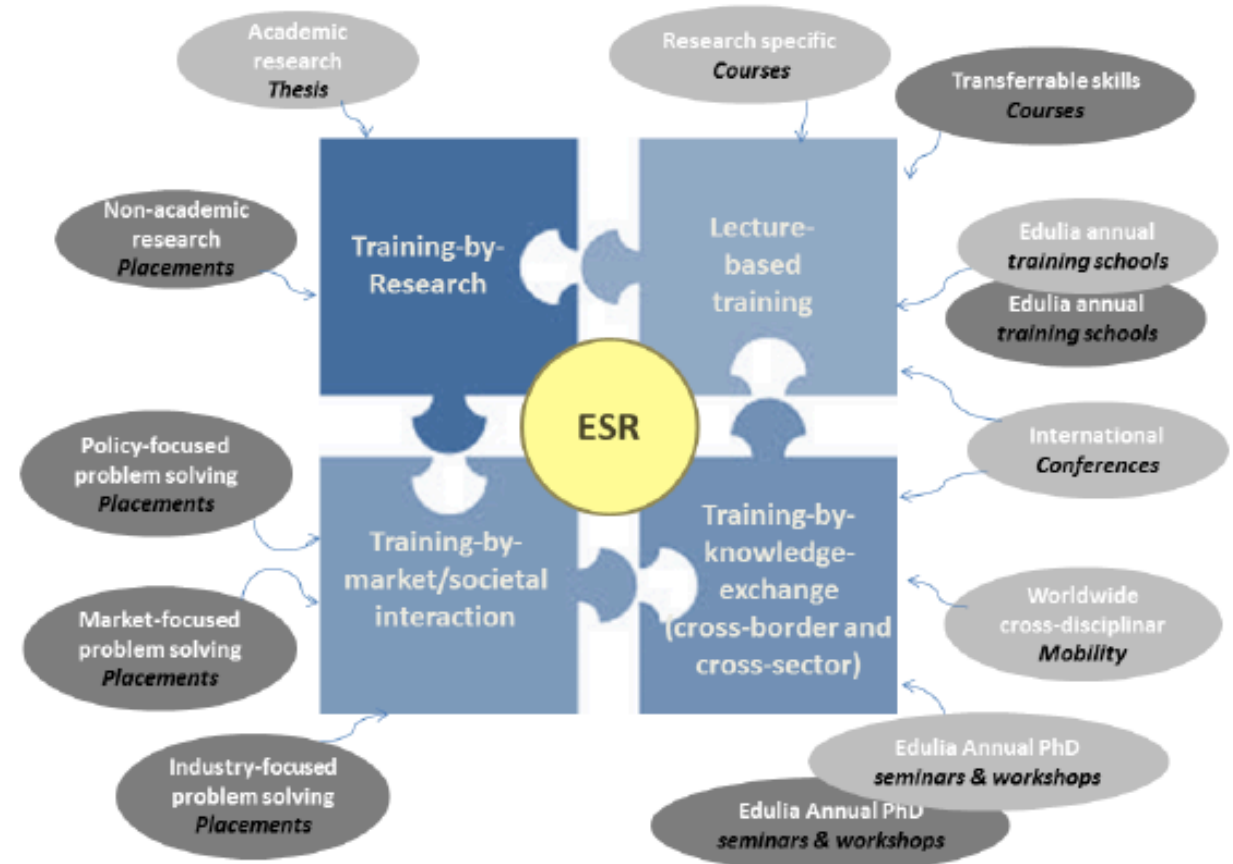 Academic
research
Thesis
Research specific
Courses
Transferrable skills
Courses
Non-academic
research
Placements
Training-by-
Research
Lecture-
based
training
Edulia annual
training schools
Edulia annual
training schools
ESR
Policy-focused
problem solving
Placements
International
Conferences
Training-by-
market/societal
interaction
Training-by-
knowledge-
exchange
(cross-border and
cross-sector)
Market-focused
problem solving
Placements
Worldwide
cross-disciplinar
Mobility
Industry-focused
problem solving
Placements
Edulia Annual PhD
seminars & workshops
Edulia Annual PhD
seminars & workshops